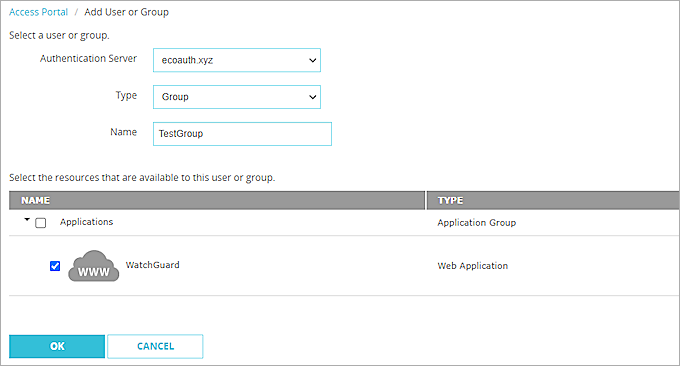 Access Portal / Add User or Group
Select a user or group.
Authentication Server ecoauth.xyz
Type Group
Name TestGroup
Select the resources that are available to this user or group.
NAME TYPE
Applications Application Group
WWW WatchGuard Web Application
OK CANCEL